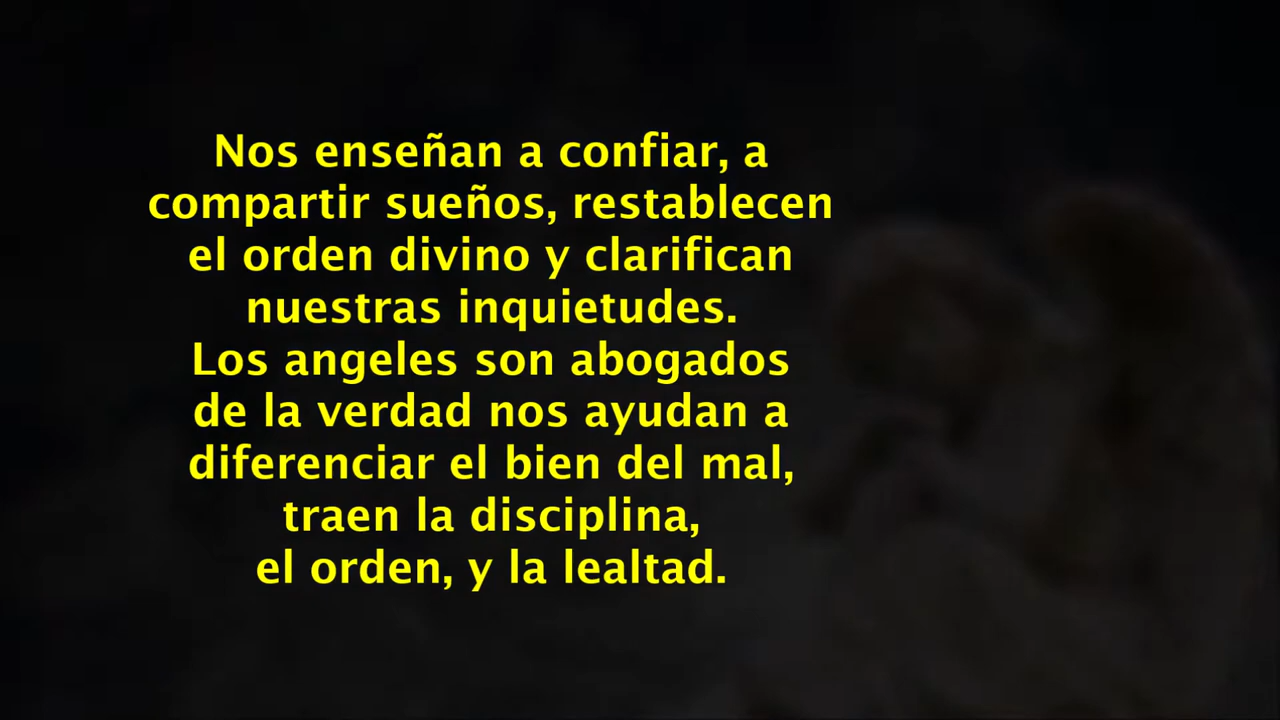 Nos enseñan a confiar, a
compartir sueños, restablecen
el orden divino y clarifican
nuestras inquietudes.
Los angeles son abogados
de la verdad nos ayudan a
diferenciar el bien del mal,
traen la disciplina,
el orden, y la lealtad.